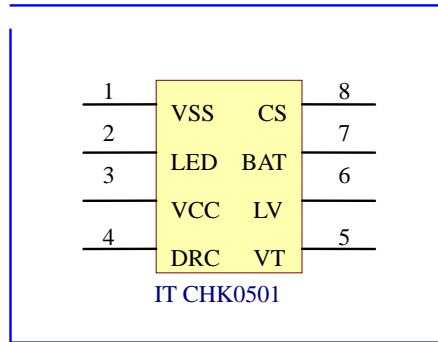 1 8
VSS CS
2 7
LED BAT
3 6
VCC LV
4 5
DRC VT
IT CHK0501